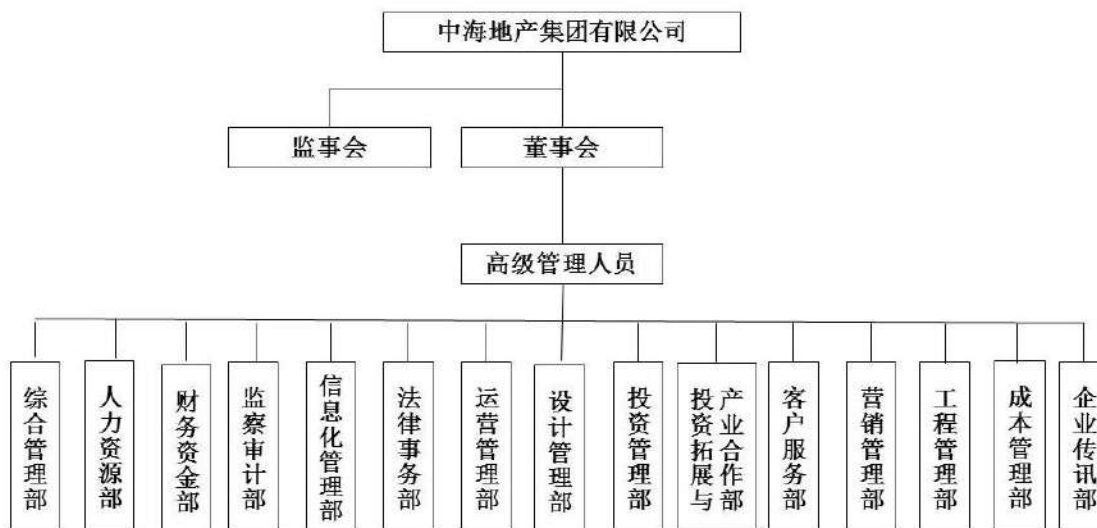 中海地产集团有限公司
监事会
董事会
高级管理人员
综合管理部
人力资源部
财务资金部
监察审计部
信息化管理部
法律事务部
运营管理部
设计管理部
投资管理部
投资拓展与
产业合作部
客户服务部
营销管理部
工程管理部
成本管理部
企业传讯部